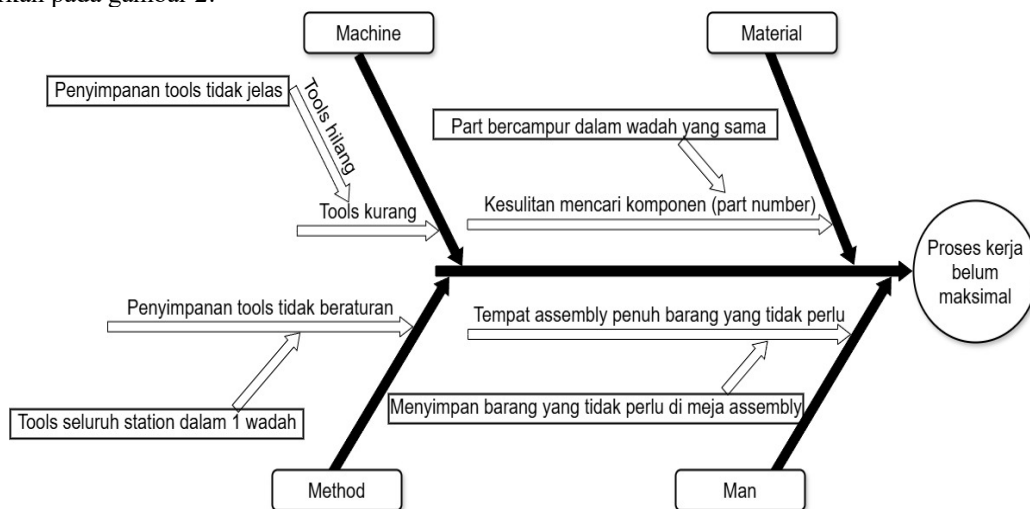 pada gambar 2.
Machine
Material
Penyimpanan tools tidak jelas
Tools hilang
Part bercampur dalam wadah yang sama
Tools kurang
Kesulitan mencari komponen (part number)
Proses kerja
belum
maksimal
Penyimpanan tools tidak beraturan
Tempat assembly penuh barang yang tidak perlu
Tools seluruh station dalam 1 wadah
Menyimpan barang yang tidak perlu di meja assembly
Method
Man